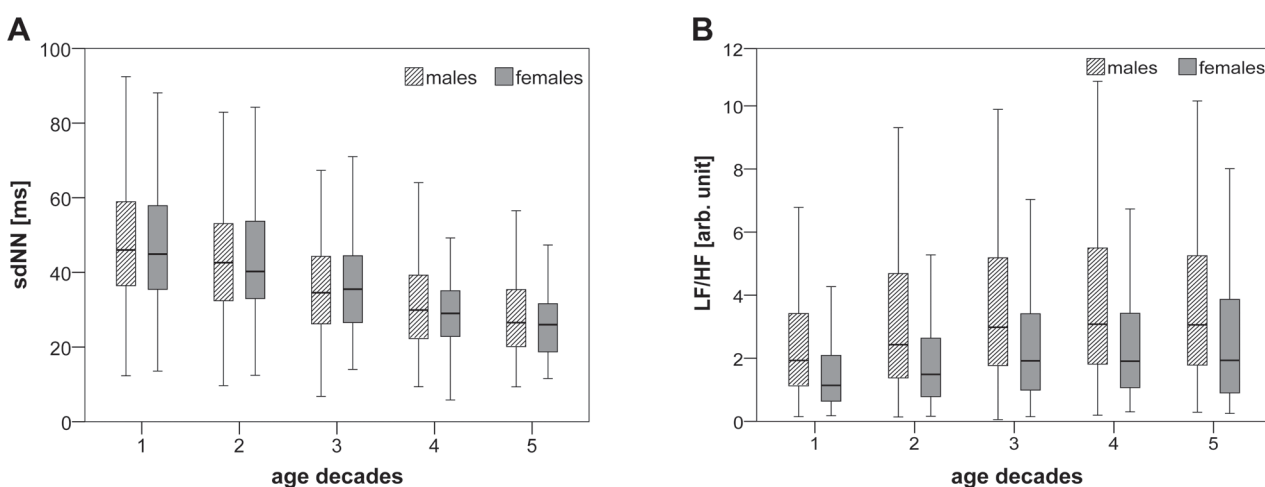 A
sdNN [ms]
100
80
60
40
20
0
males
females
1 2 3 4 5
age decades
B
LF/HF [arb. unit]
12
10
8
6
4
2
0
males
females
1 2 3 4 5
age decades